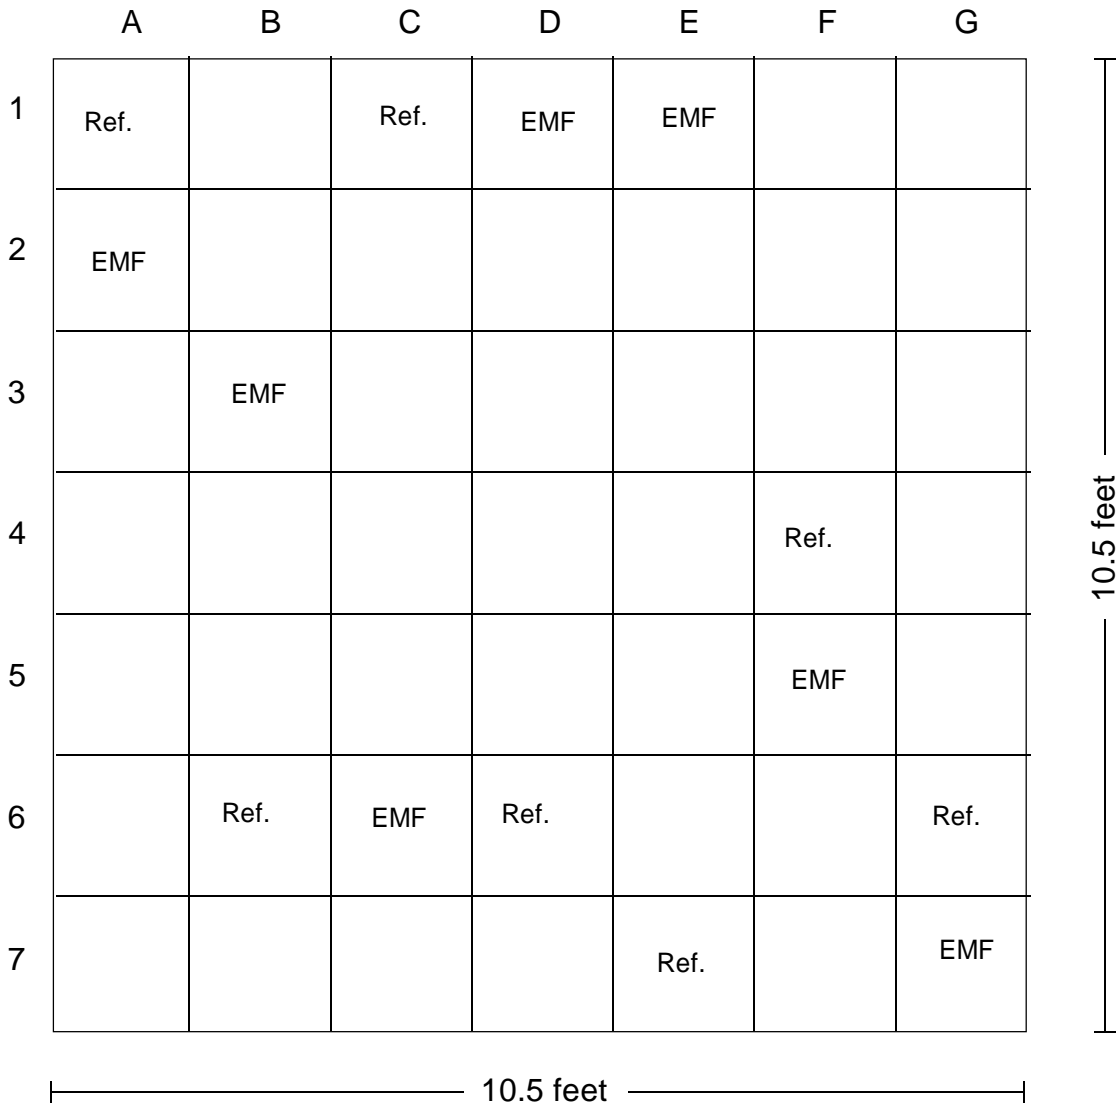 A B C D E F G
1 Ref. Ref. EMF EMF
2 EMF
3 EMF
4 Ref.
5 EMF
6 Ref. EMF Ref. Ref.
7 Ref. EMF
10.5 feet
10.5 feet